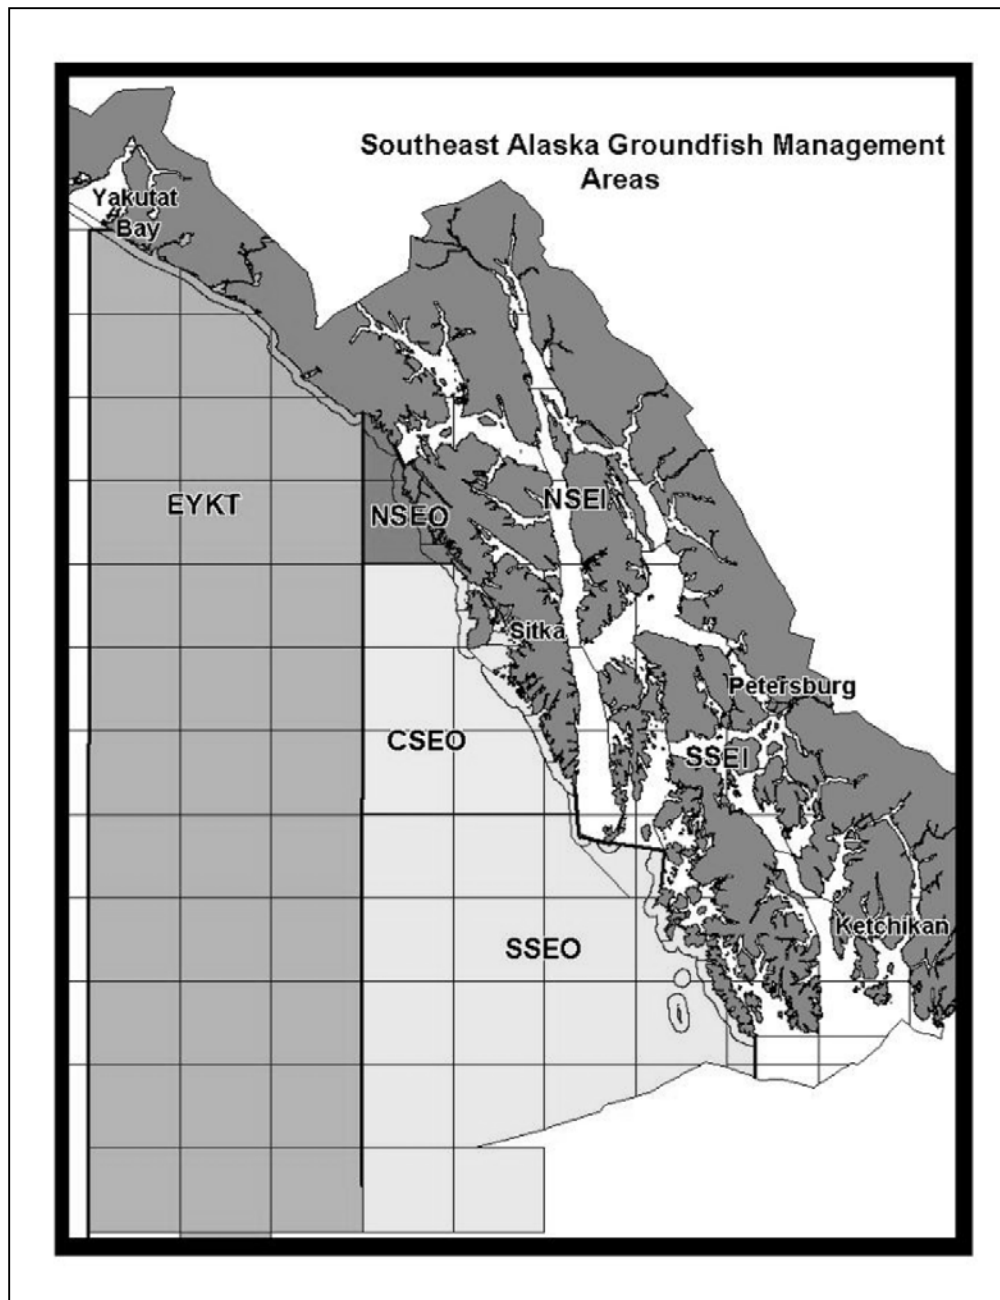 Southeast Alaska Groundfish Management
Areas
Yakutat
Bay
EYKT
NSEO
NSEI
Sitka
Petersburg
CSEO
SSEI
Ketchikan
SSEO